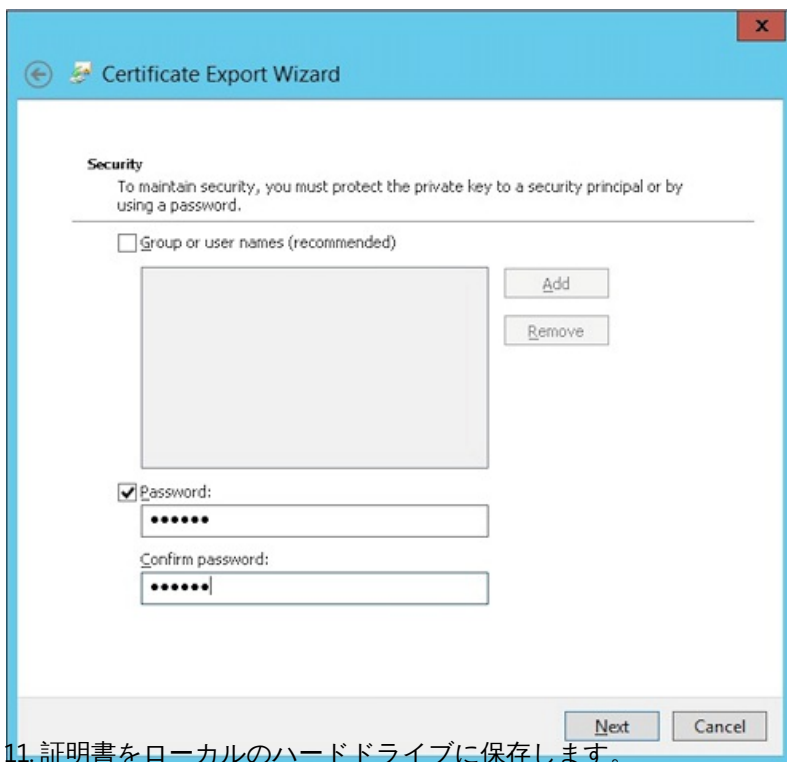 x
Certificate Export Wizard
Security
To maintain security, you must protect the private key to a security principal or by
using a password.
Group or user names (recommended)
Add
Remove
Password:
••••••
Confirm password:
••••••
Next Cancel
11. 証明書をローカルのハードドライブに保存します。